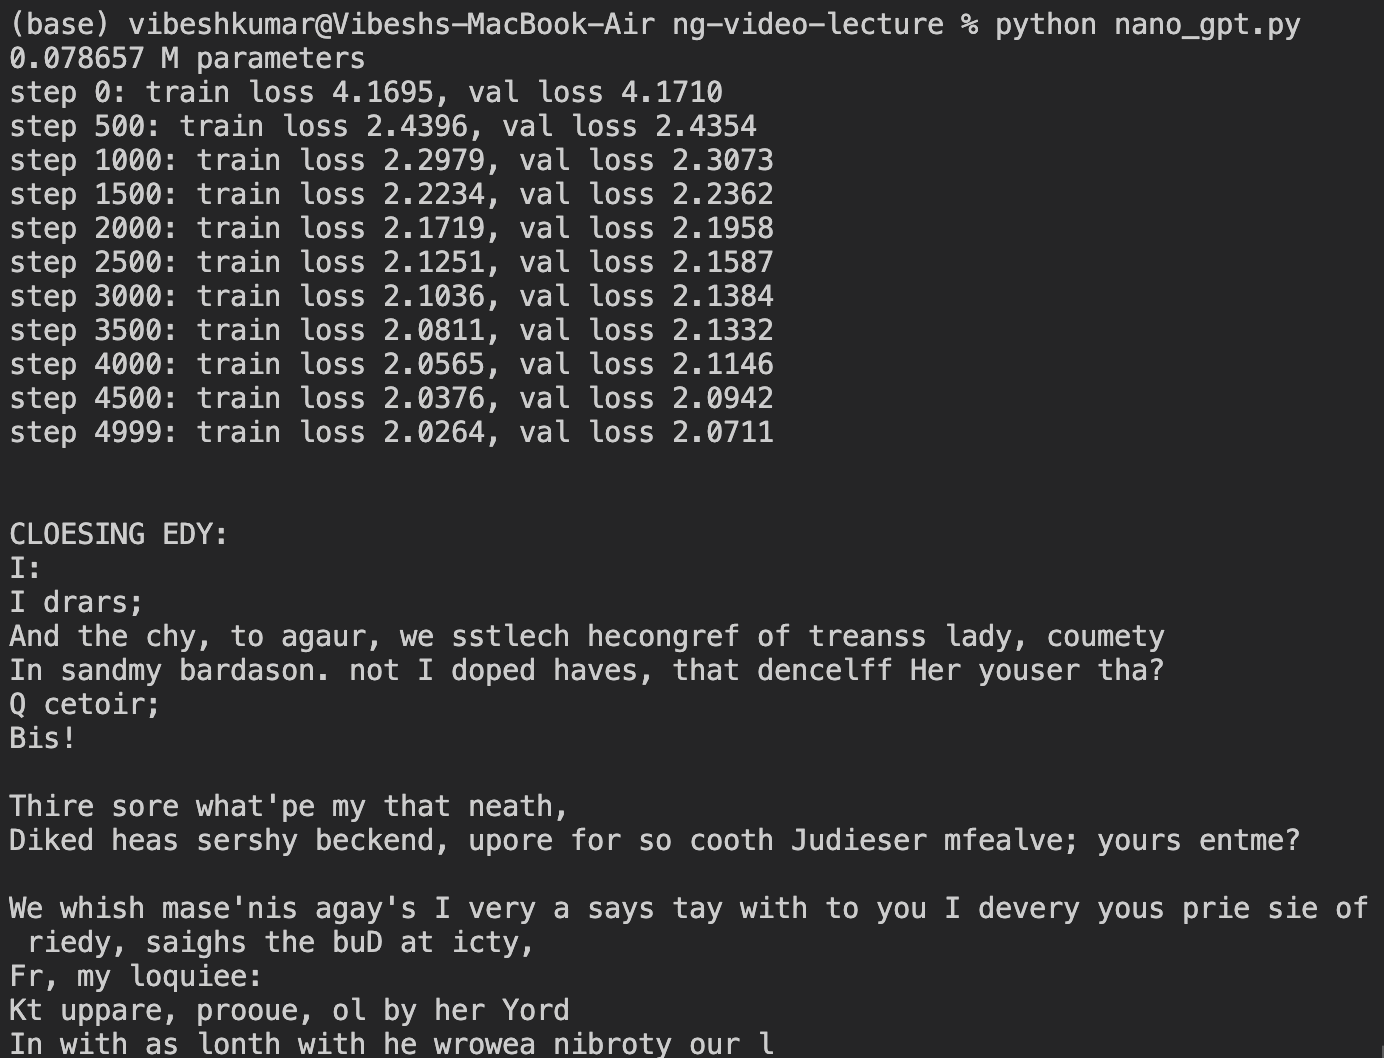 (base) vibeshkumar@Vibeshs-MacBook-Air ng-video-lecture % python nano_gpt.py
0.078657 M parameters
step 0: train loss 4.1695, val loss 4.1710
step 500: train loss 2.4396, val loss 2.4354
step 1000: train loss 2.2979, val loss 2.3073
step 1500: train loss 2.2234, val loss 2.2362
step 2000: train loss 2.1719, val loss 2.1958
step 2500: train loss 2.1251, val loss 2.1587
step 3000: train loss 2.1036, val loss 2.1384
step 3500: train loss 2.0811, val loss 2.1332
step 4000: train loss 2.0565, val loss 2.1146
step 4500: train loss 2.0376, val loss 2.0942
step 4999: train loss 2.0264, val loss 2.0711
CLOESING EDY:
I:
I drars;
And the chy, to agaur, we sstlech hecongref of treanss lady, coumety
In sandmy bardason. not I doped haves, that dencelff Her youser tha?
Q cetoir;
Bis!
Thire sore what'pe my that neath,
Diked heas sershy beckend, upore for so cooth Judieser mfealve; yours entme?
We whish mase'nis agay's I very a says tay with to you I devery yous prie sie of
riedy, saighs the buD at icty,
Fr, my loquiee:
Kt uppare, prooue, ol by her Yord
In with as lonth with he wrowea nibroty our l